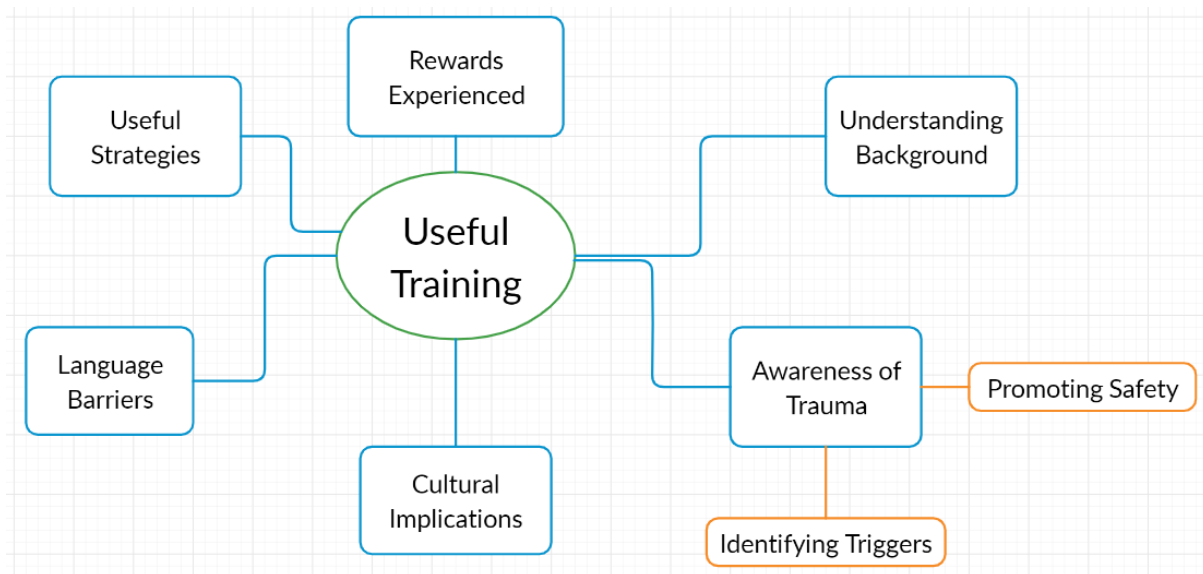 Rewards
Experienced
Useful
Strategies
Understanding
Background
Useful
Training
Language
Barriers
Awareness of
Trauma
Promoting Safety
Cultural
Implications
Identifying Triggers